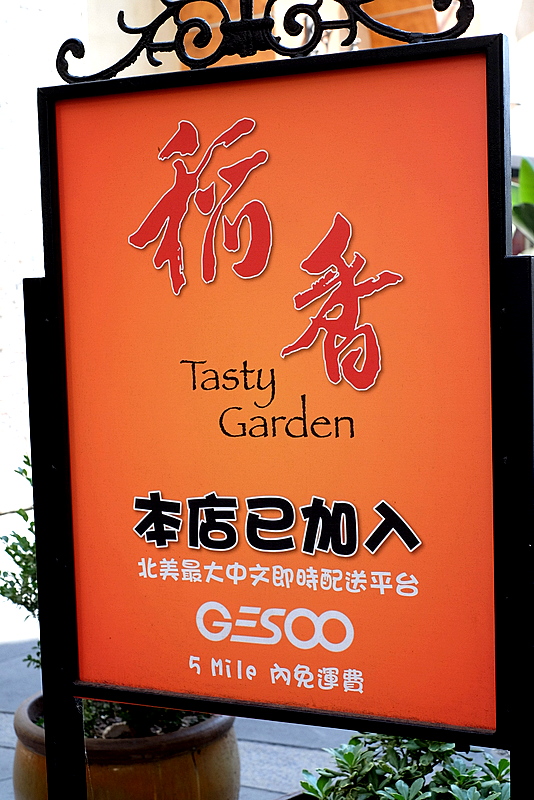 稻香
Tasty
Garden
本店已加入
北美最大中文即時配送平台
GESOO
5 Mile 內免運費